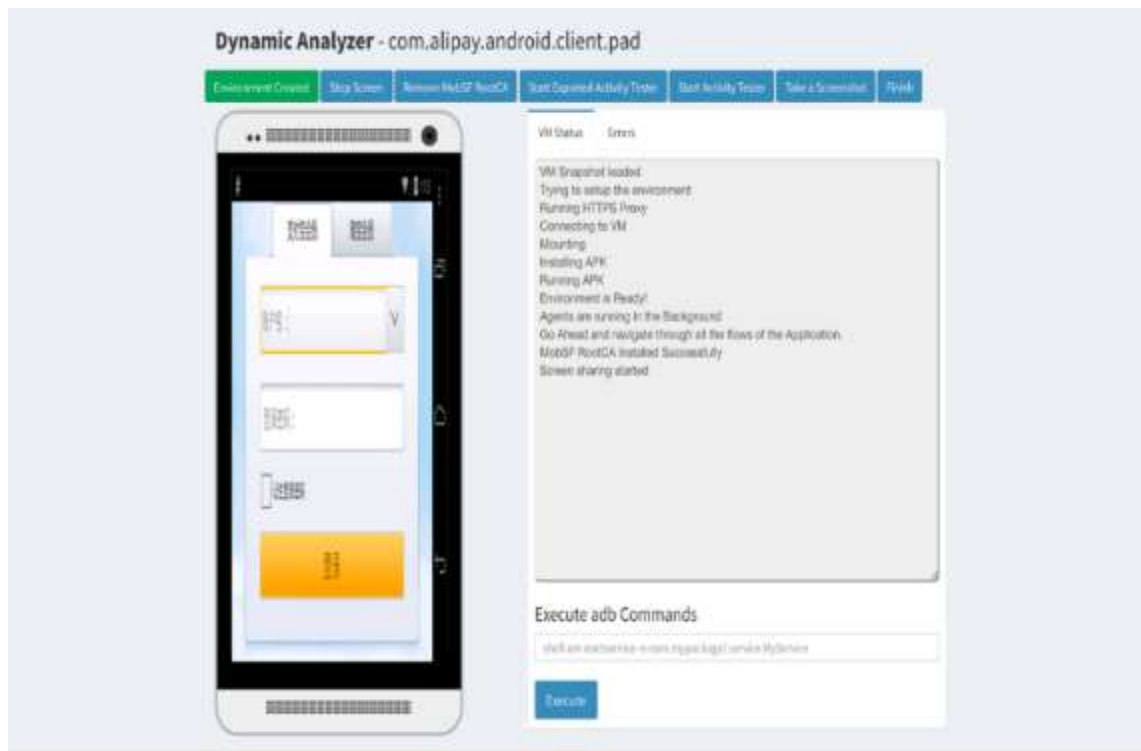 Dynamic Analyzer - com.alipay.android.client.pad
Environment Created
Stop Screen
Remove MobSF RootCA
Start Exported Activity Tester
Start Activity Tester
Take a Screenshot
Finish
VM Status
Errors
VM Snapshot loaded
Trying to setup the environment
Running HTTPS Proxy
Connecting to VM
Mounting
Installing APK
Running APK
Environment is Ready!
Agents are running in the Background
Go Ahead and navigate through all the flows of the Application.
MobSF RootCA Installed Successfully
Screen sharing started
Execute adb Commands
Execute